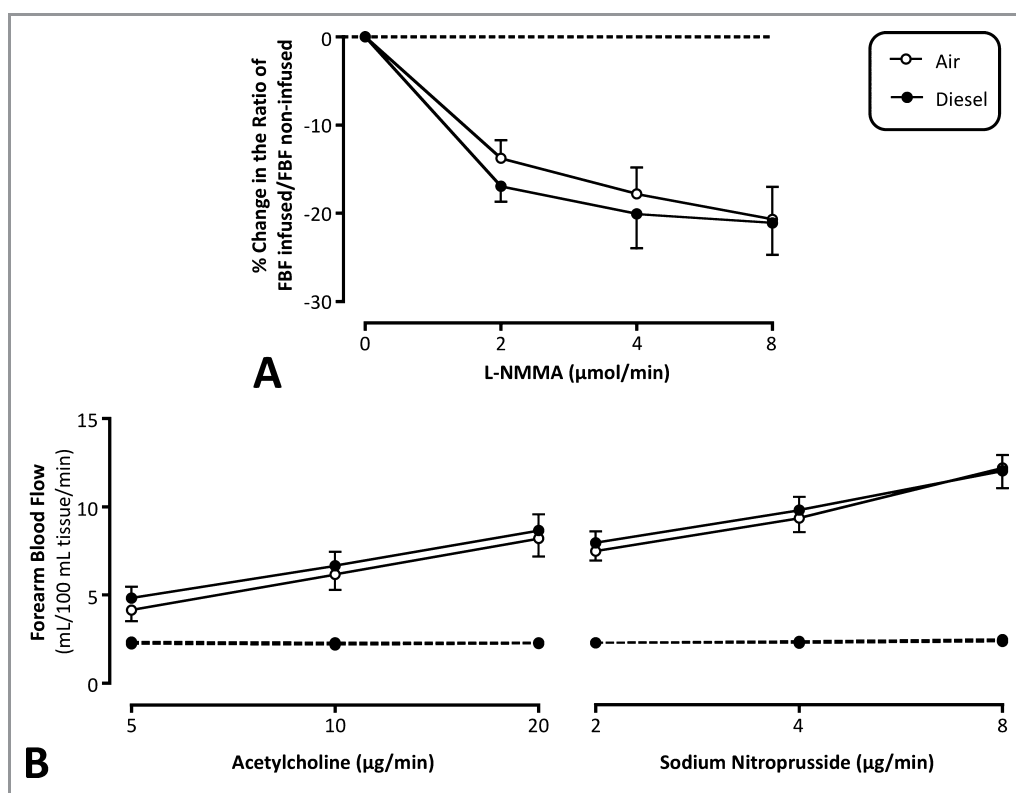 % Change in the Ratio of
FBF infused/FBF non-infused
0
-10
-20
-30
0 2 4 8
L-NMMA (µmol/min)
A
Air
Diesel
Forearm Blood Flow
(mL/100 mL tissue/min)
15
10
5
0
5 10 20
Acetylcholine (µg/min)
2 4 8
Sodium Nitroprusside (µg/min)
B